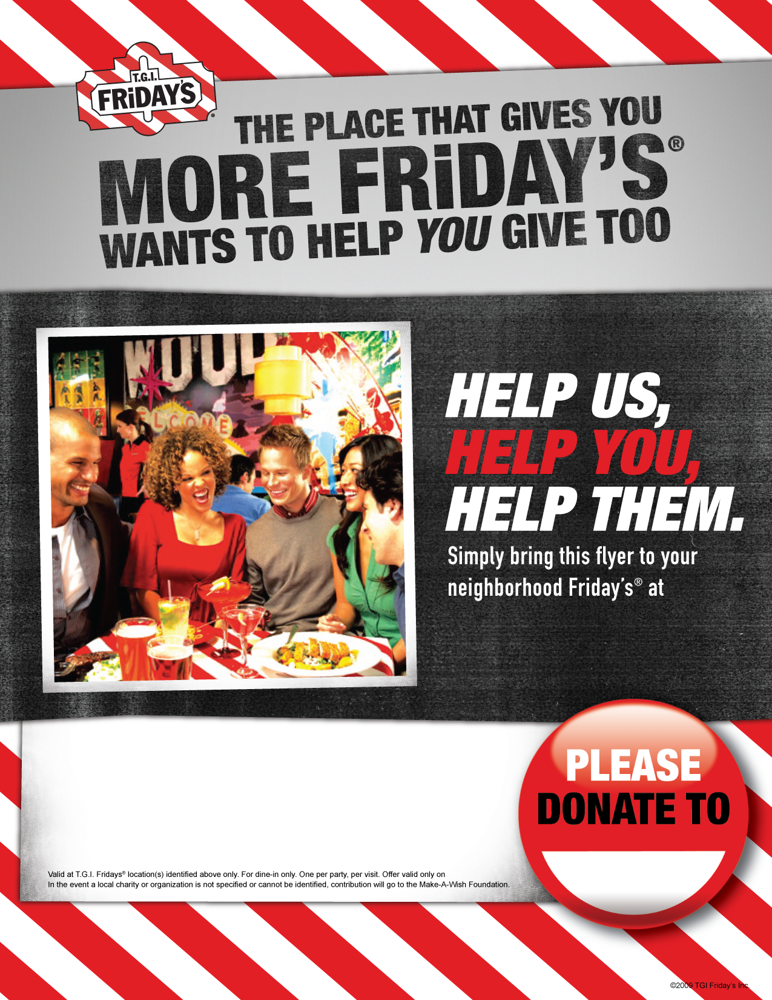 T.G.I.
FRiDAY'S®
THE PLACE THAT GIVES YOU
MORE FRiDAY'S®
WANTS TO HELP YOU GIVE TOO
WOOD
WELCOME
HELP US,
HELP YOU,
HELP THEM.
Simply bring this flyer to your
neighborhood Friday's® at
PLEASE
DONATE TO
Valid at T.G.I. Fridays® location(s) identified above only. For dine-in only. One per party, per visit. Offer valid only on
In the event a local charity or organization is not specified or cannot be identified, contribution will go to the Make-A-Wish Foundation.
©2009 TGI Friday's Inc.